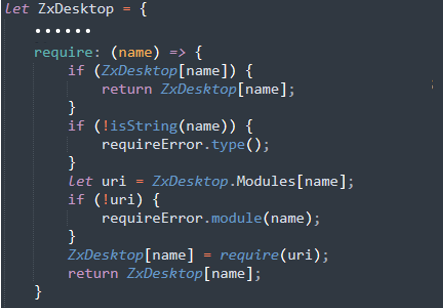 let ZxDesktop = {
......
require: (name) => {
if (ZxDesktop[name]) {
return ZxDesktop[name];
}
if (!isString(name)) {
requireError.type();
}
let uri = ZxDesktop.Modules[name];
if (!uri) {
requireError.module(name);
}
ZxDesktop[name] = require(uri);
return ZxDesktop[name];
}